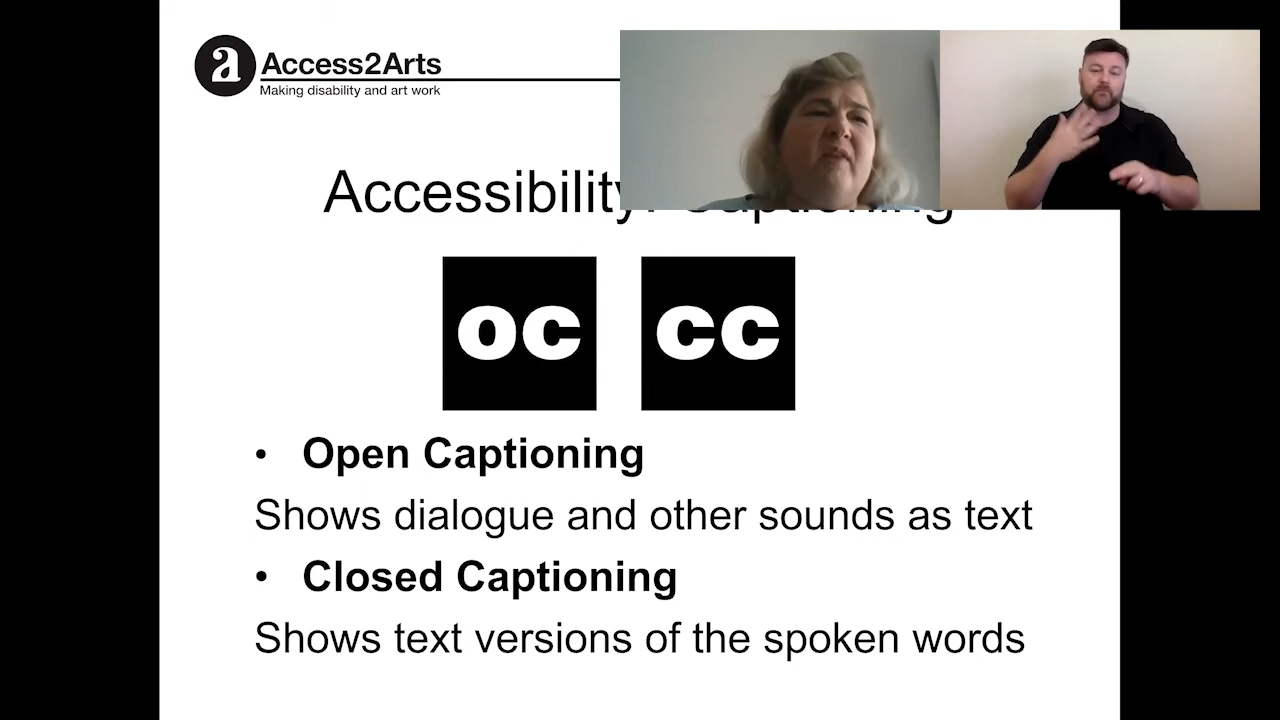 a
Access2Arts
Making disability and art work
Accessibility: Captioning
OC CC
• Open Captioning
Shows dialogue and other sounds as text
• Closed Captioning
Shows text versions of the spoken words